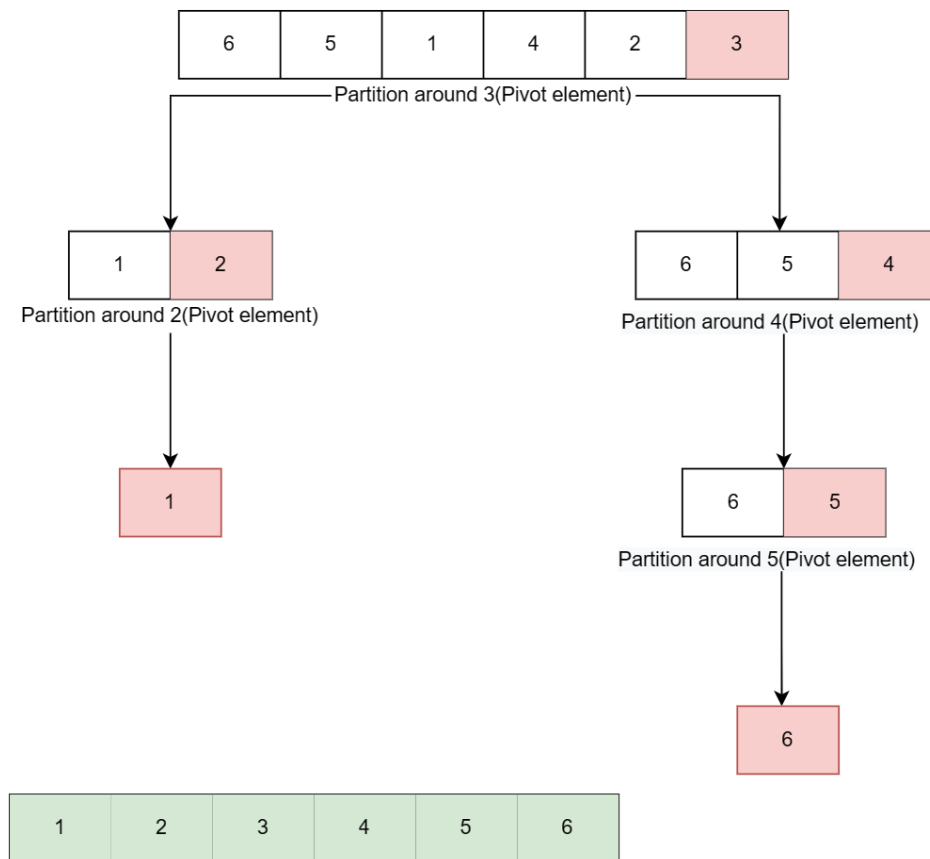 6 5 1 4 2 3
Partition around 3(Pivot element)
1 2
6 5 4
Partition around 2(Pivot element)
Partition around 4(Pivot element)
1
6 5
Partition around 5(Pivot element)
6
1 2 3 4 5 6